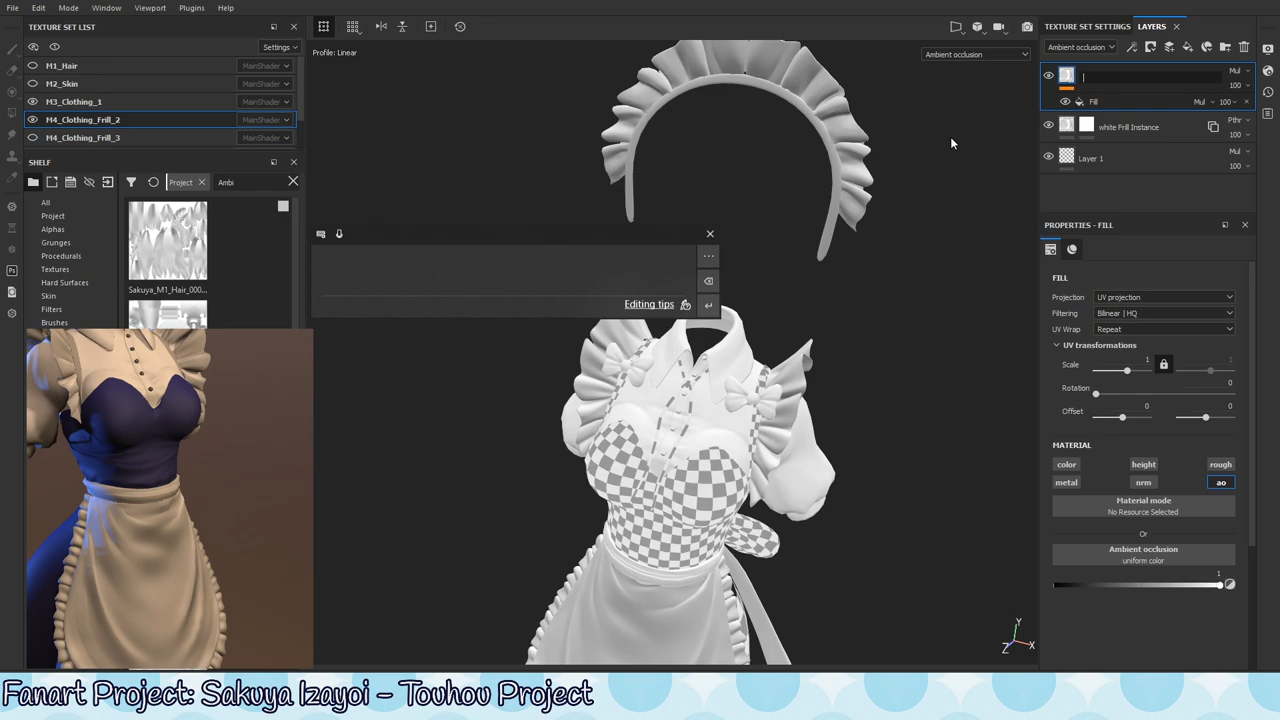 File Edit Mode Window Viewport Plugins Help
TEXTURE SET LIST
Settings
M1_Hair MainShader
M2_Skin MainShader
M3_Clothing_1 MainShader
M4_Clothing_Frill_2 MainShader
M4_Clothing_Frill_3 MainShader
SHELF
Project
Ambi
All
Project
Alphas
Grunges
Procedurals
Textures
Hard Surfaces
Skin
Filters
Brushes
Sakuya_M1_Hair_000...
Ps
Profile: Linear
Ambient occlusion
Editing tips
Y
X
Z
TEXTURE SET SETTINGS LAYERS
Ambient occlusion
Mul
100
Fill Mul 100
white Frill Instance Pthr
100
Layer 1 Mul
100
PROPERTIES - FILL
FILL
Projection UV projection
Filtering Bilinear | HQ
UV Wrap Repeat
UV transformations
Scale 1 1
Rotation 0
Offset 0 0
MATERIAL
color height rough
metal nrm ao
Material mode
No Resource Selected
Or
Ambient occlusion
uniform color
1
Fanart Project: Sakuya Izayoi - Touhou Project